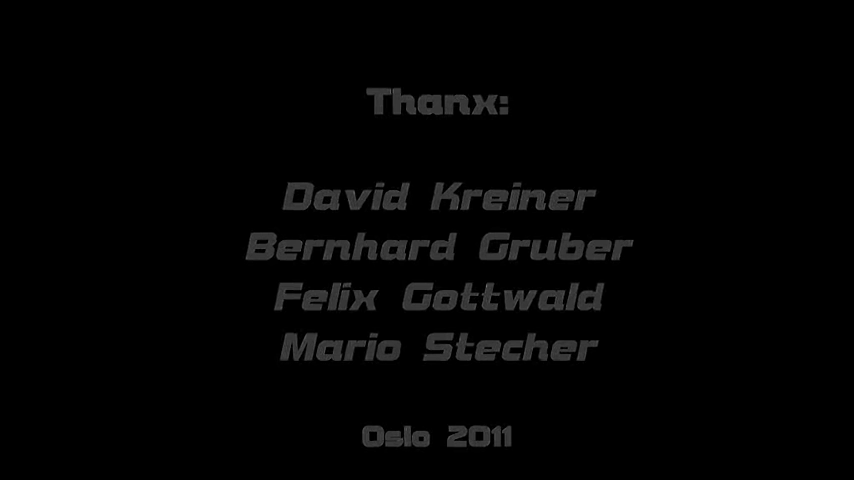 Thanx:
David Kreiner
Bernhard Gruber
Felix Gottwald
Mario Stecher
Oslo 2011